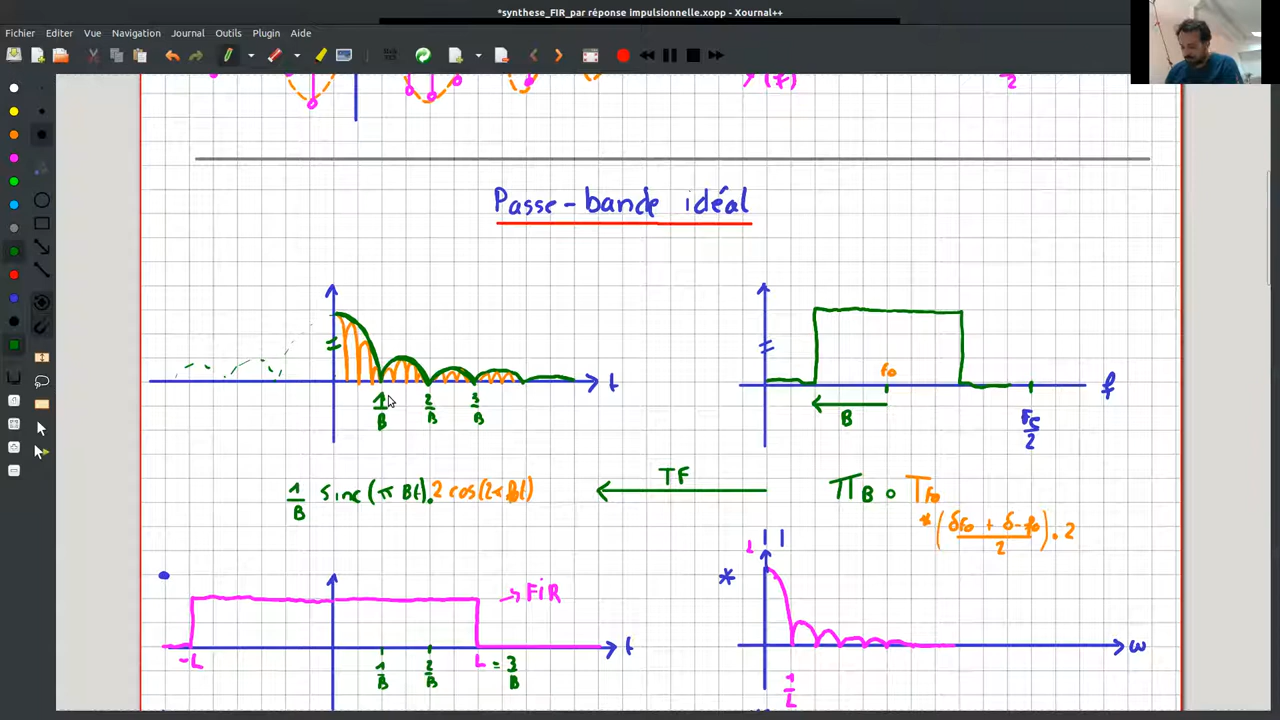 *synthese_FIR_par réponse impulsionnelle.xopp - Xournal++
Fichier Editer Vue Navigation Journal Outils Plugin Aide
(f)
2
Passe-bande idéal
t
1/B 2/B 3/B
f0
B
Fs/2
f
1/B sinc(π B t).2 cos(2π f0 t)
TF
Π_B ∘ T_f0
* (δf0 + δ-f0)/2 . 2
→ FiR
-L
1/B 2/B
L = 3/B
t
*
L
1/L
ω